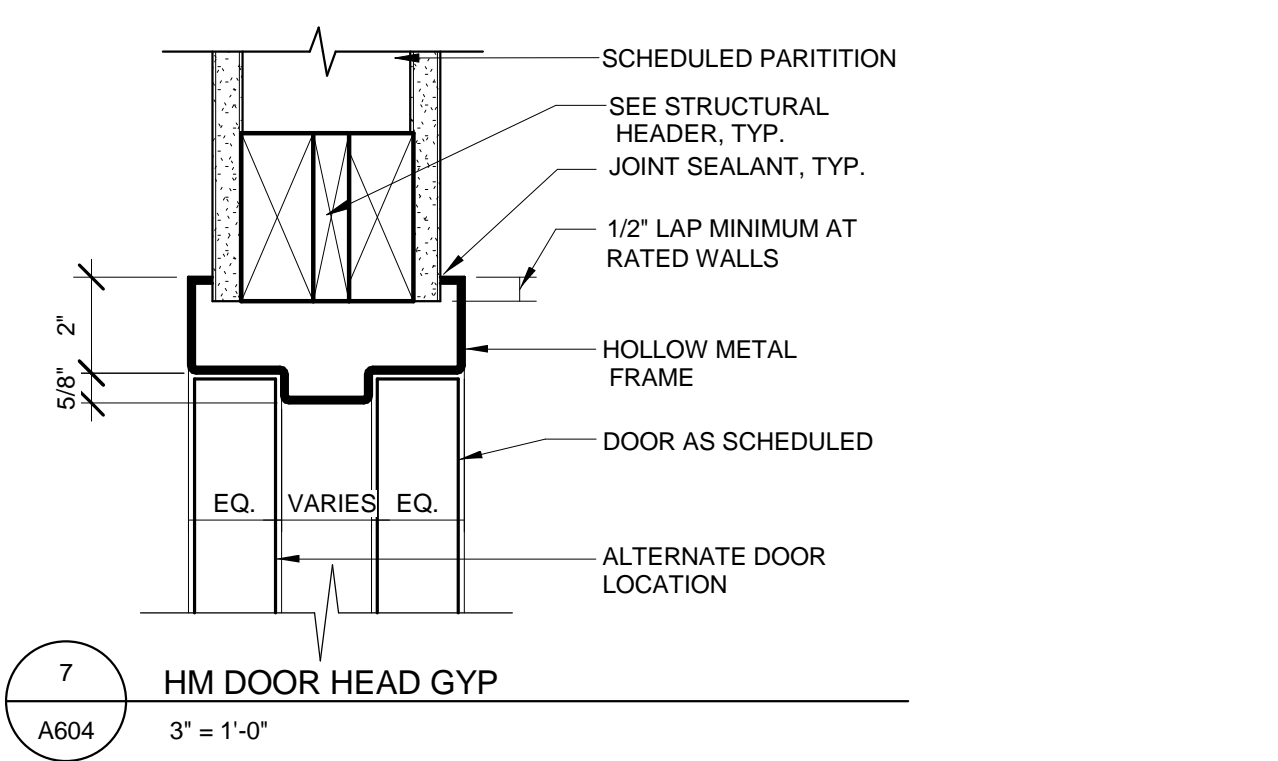 SCHEDULED PARITITION
SEE STRUCTURAL
HEADER, TYP.
JOINT SEALANT, TYP.
1/2" LAP MINIMUM AT
RATED WALLS
2"
5/8"
HOLLOW METAL
FRAME
DOOR AS SCHEDULED
EQ. VARIES EQ.
ALTERNATE DOOR
LOCATION
7
HM DOOR HEAD GYP
A604
3" = 1'-0"